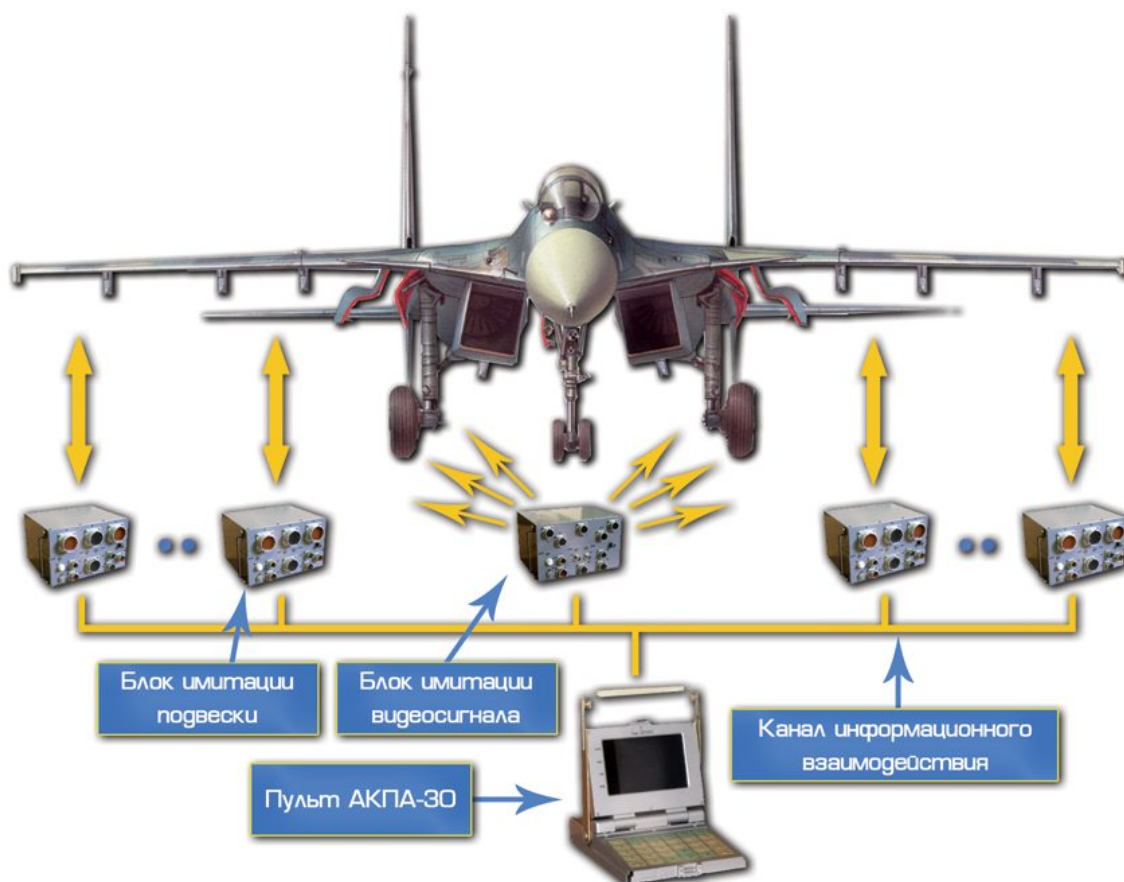 Блок имитации
подвески
Блок имитации
видеосигнала
Канал информационного
взаимодействия
Пульт АКПА-30